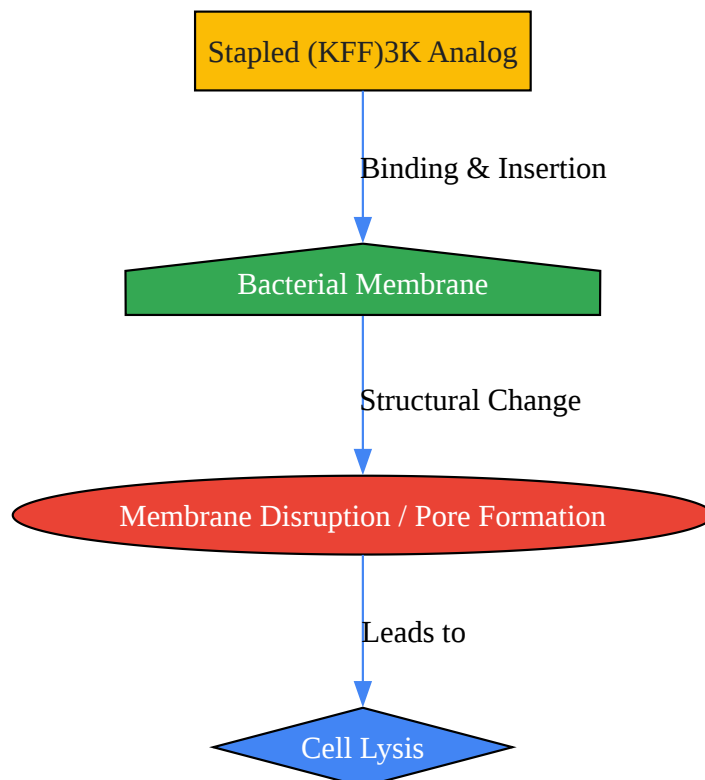 Stapled (KFF)3K Analog
Binding & Insertion
Bacterial Membrane
Structural Change
Membrane Disruption / Pore Formation
Leads to
Cell Lysis